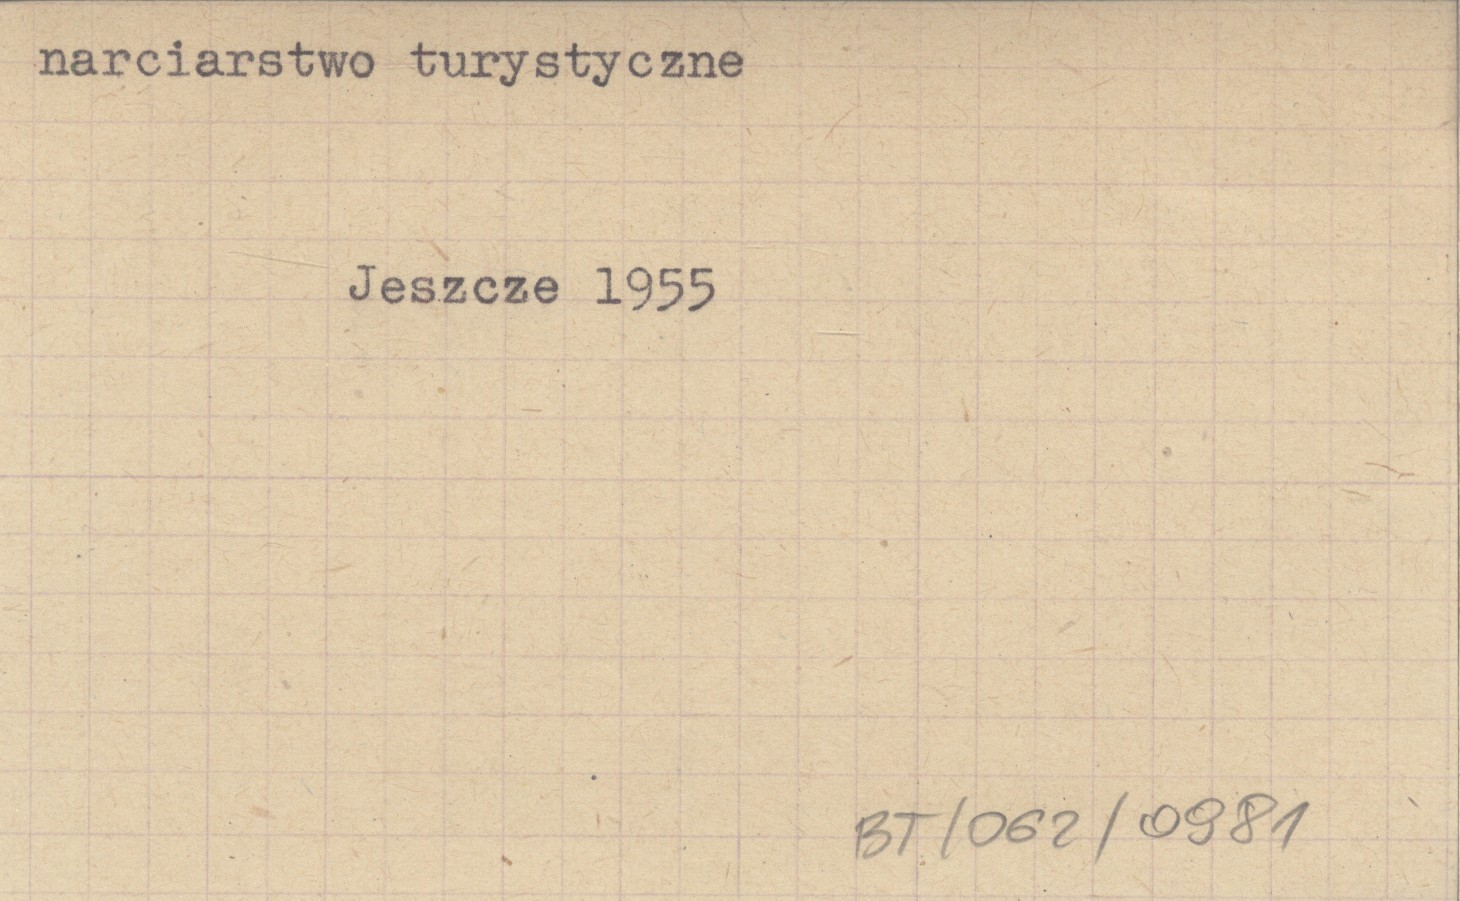 narciarstwo turystyczne
Jeszcze 1955
BT/062/0981